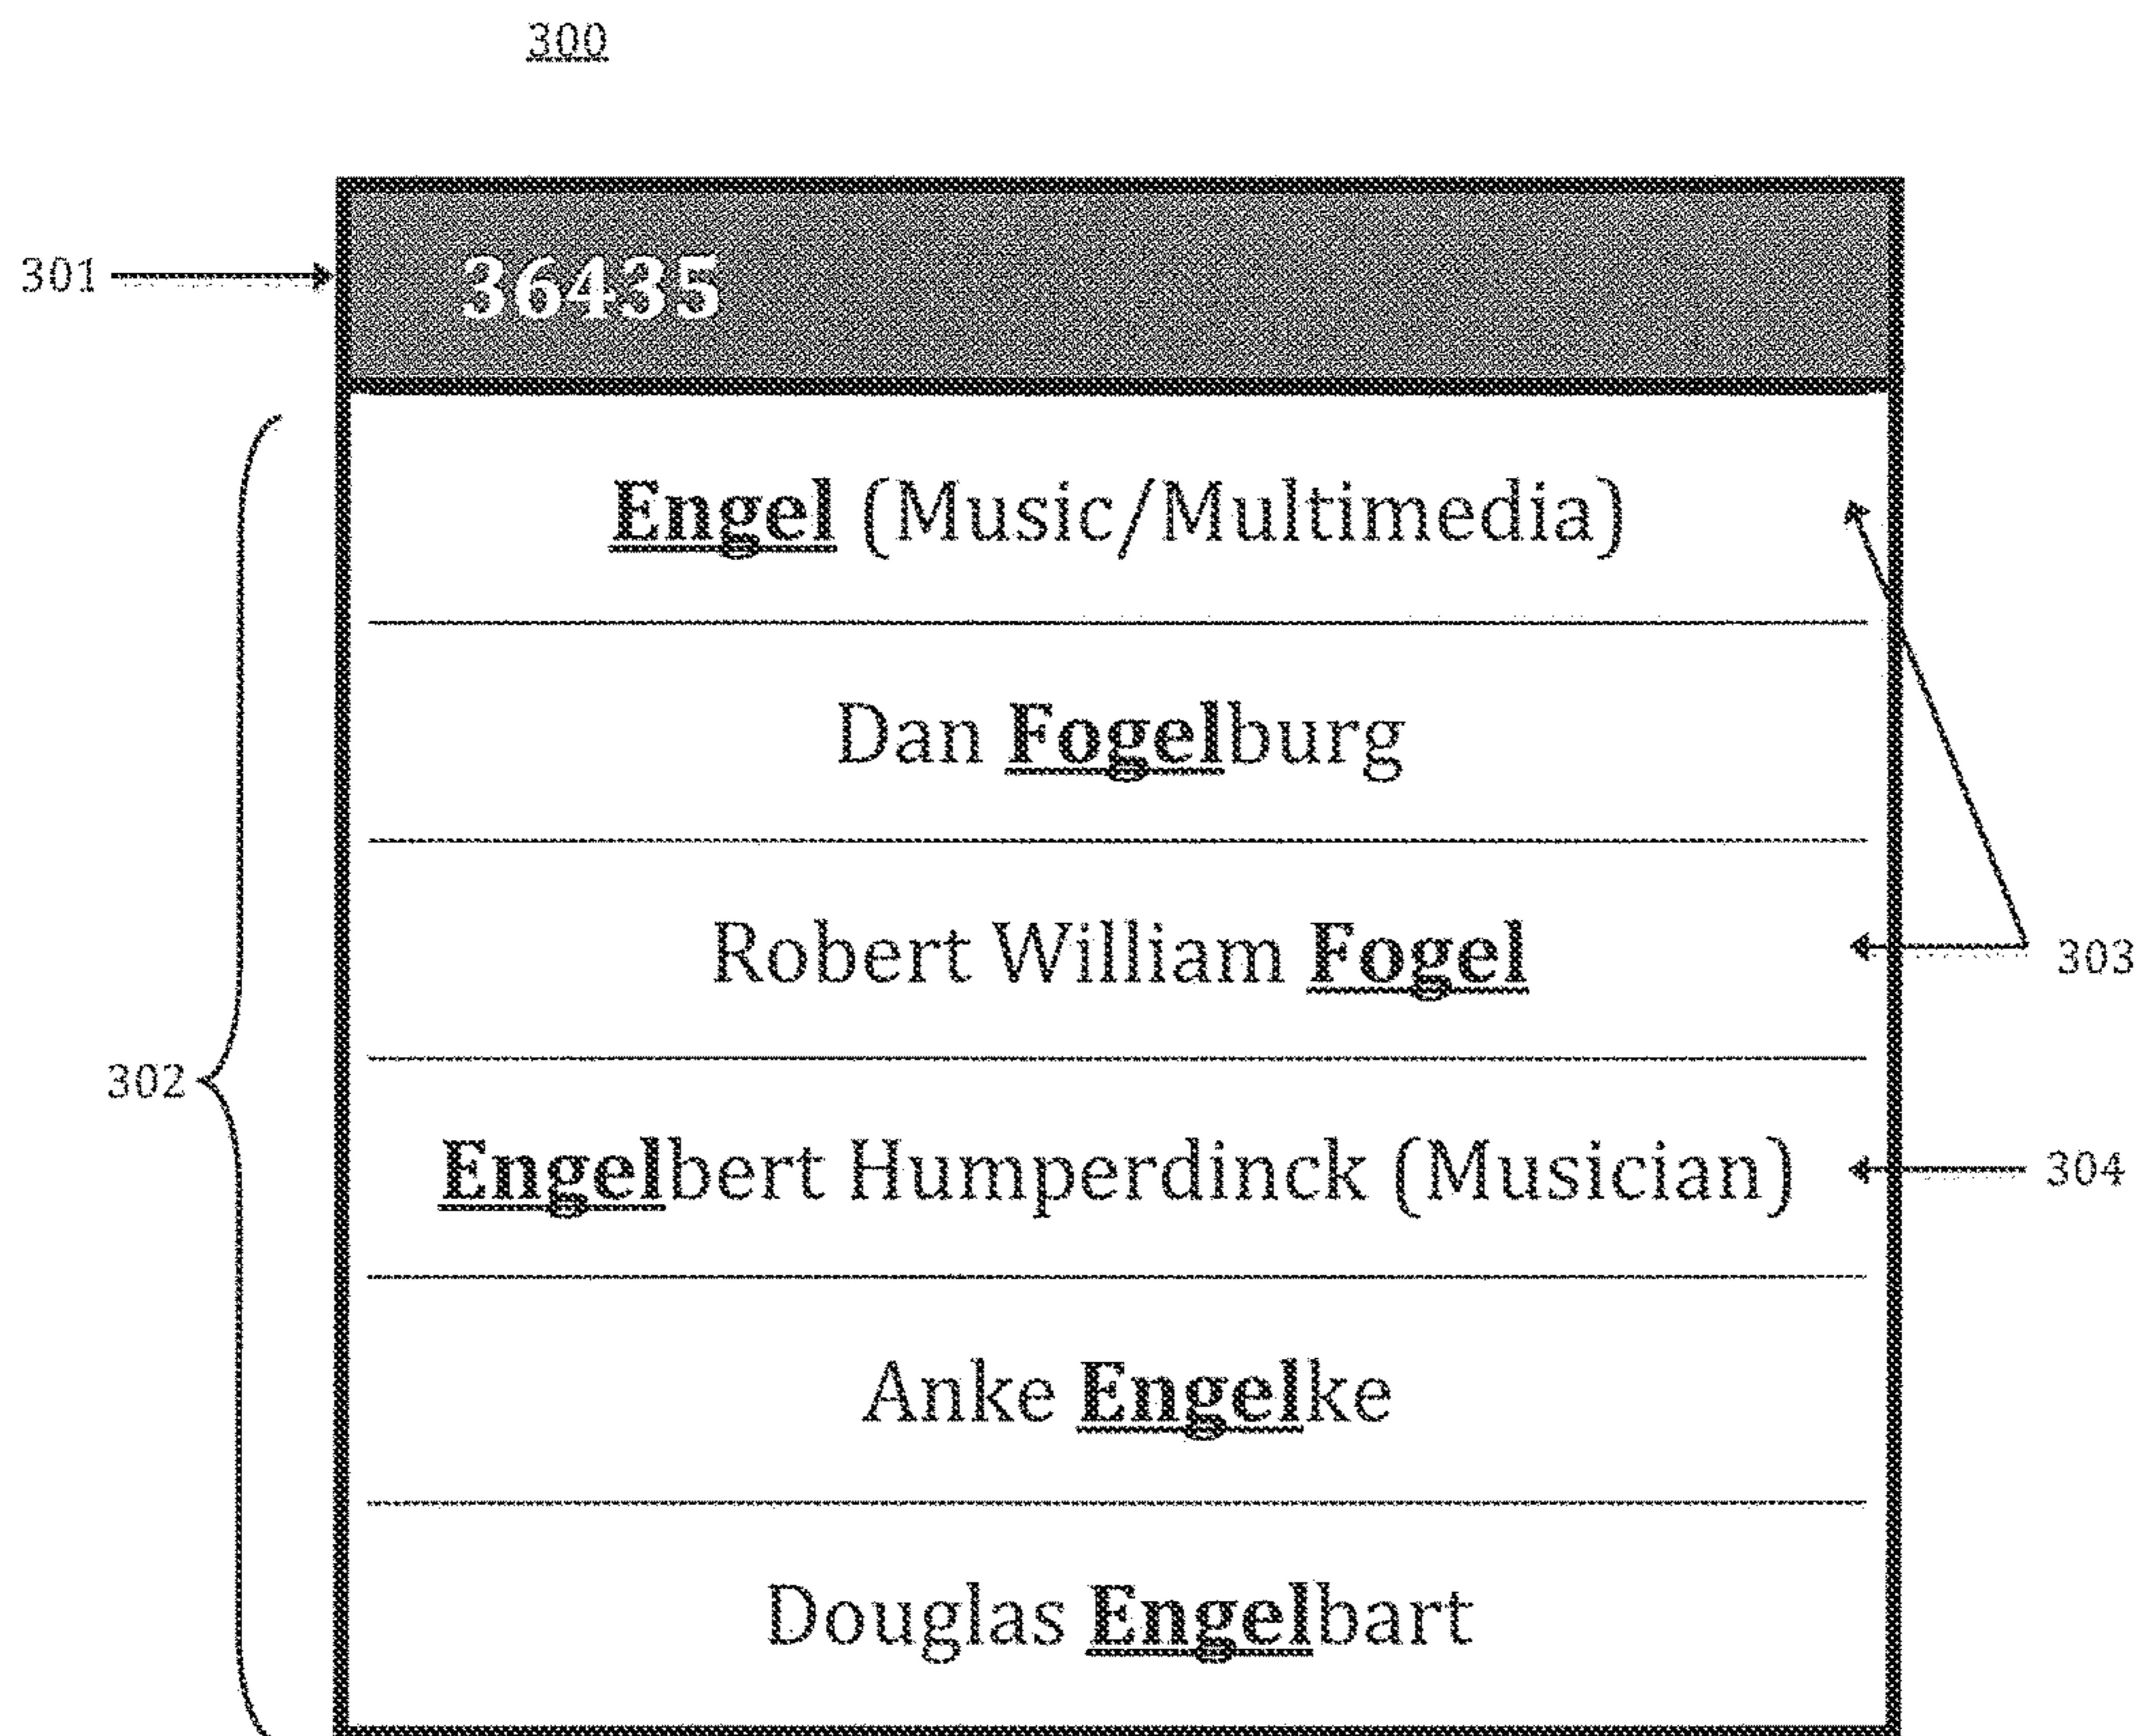 300
301
36435
Engel (Music/Multimedia)
Dan Fogelburg
Robert William Fogel
303
302
Engelbert Humperdinck (Musician)
304
Anke Engelke
Douglas Engelbart